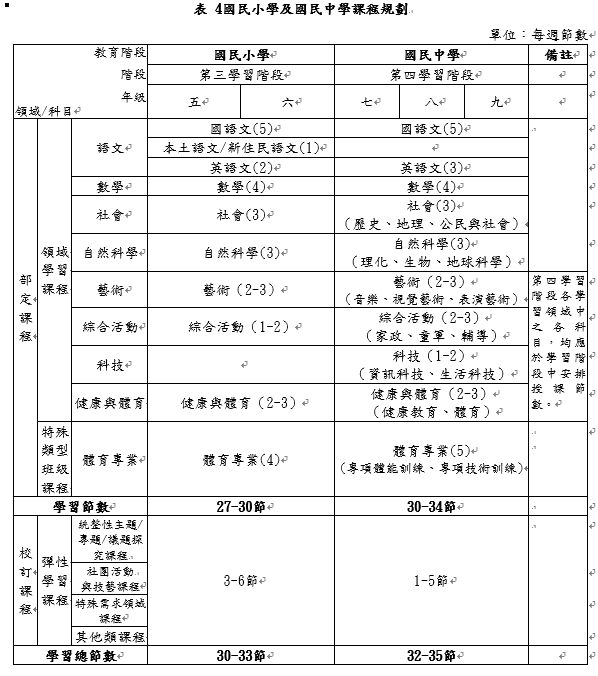 表 4國民小學及國民中學課程規劃
單位：每週節數
教育階段
國民小學
國民中學
備註
階段
第三學習階段
第四學習階段
年級
領域/科目
五
六
七
八
九
部定課程
領域學習課程
語文
國語文(5)
國語文(5)
本土語文/新住民語文(1)
英語文(2)
英語文(3)
數學
數學(4)
數學(4)
社會
社會(3)
社會(3)
（歷史、地理、公民與社會）
自然科學
自然科學(3)
自然科學(3)
（理化、生物、地球科學）
藝術
藝術（2-3）
藝術（2-3）
（音樂、視覺藝術、表演藝術）
綜合活動
綜合活動（1-2）
綜合活動（2-3）
（家政、童軍、輔導）
科技
科技（1-2）
（資訊科技、生活科技）
健康與體育
健康與體育（2-3）
健康與體育（2-3）
（健康教育、體育）
第四學習
階段各學
習領域中
之各科
目，均應
於學習階
段中安排
授課節
數。
特殊
類型
班級
課程
體育專業
體育專業(4)
體育專業(5)
(專項體能訓練、專項技術訓練)
學習節數
27-30節
30-34節
校訂課程
彈性
學習
課程
統整性主題/
專題/議題探
究課程
社團活動
與技藝課程
特殊需求領域
課程
其他類課程
3-6節
1-5節
學習總節數
30-33節
32-35節